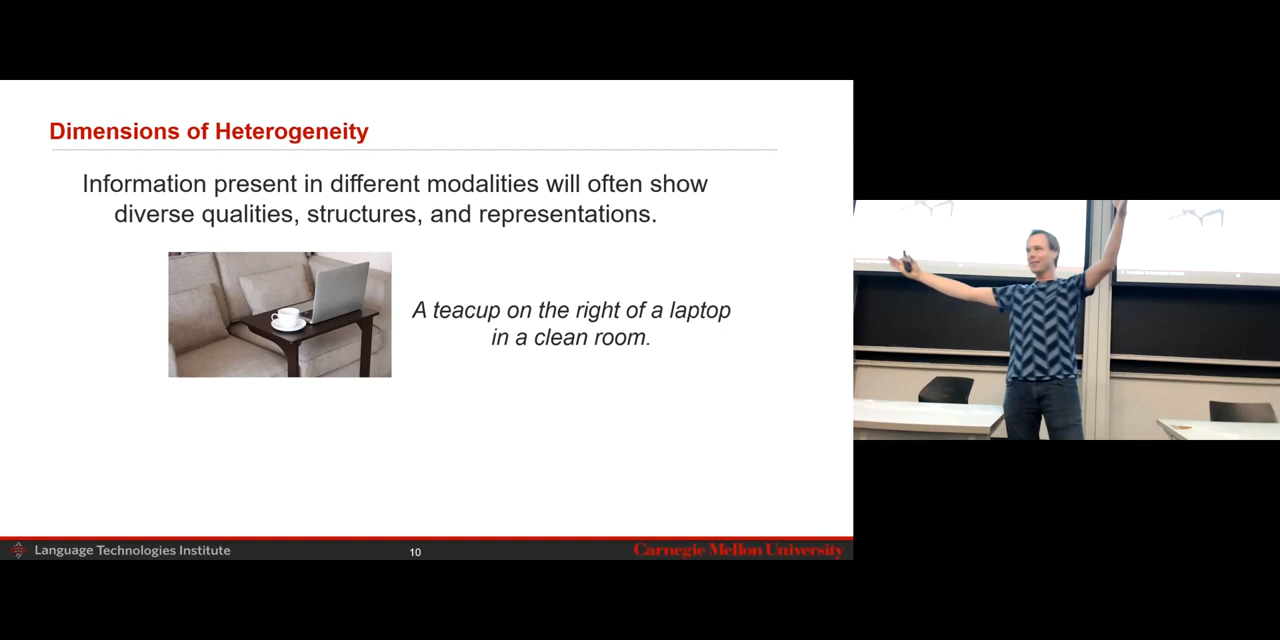 Dimensions of Heterogeneity
Information present in different modalities will often show
diverse qualities, structures, and representations.
A teacup on the right of a laptop
in a clean room.
Language Technologies Institute
10
Carnegie Mellon University